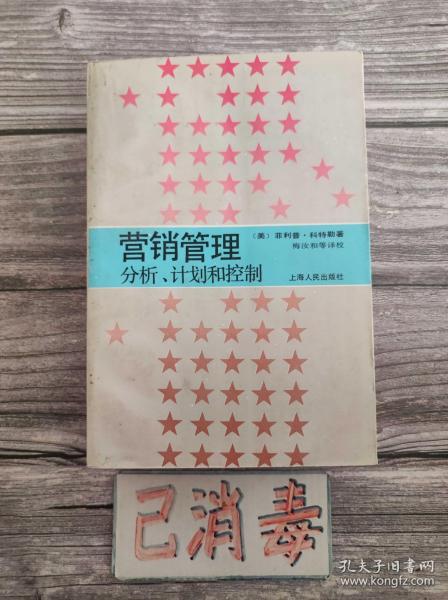 营销管理
分析、计划和控制
(美)菲利普·科特勒著
梅汝和等译校
上海人民出版社
已消毒
孔夫子旧书网
www.kongfz.com